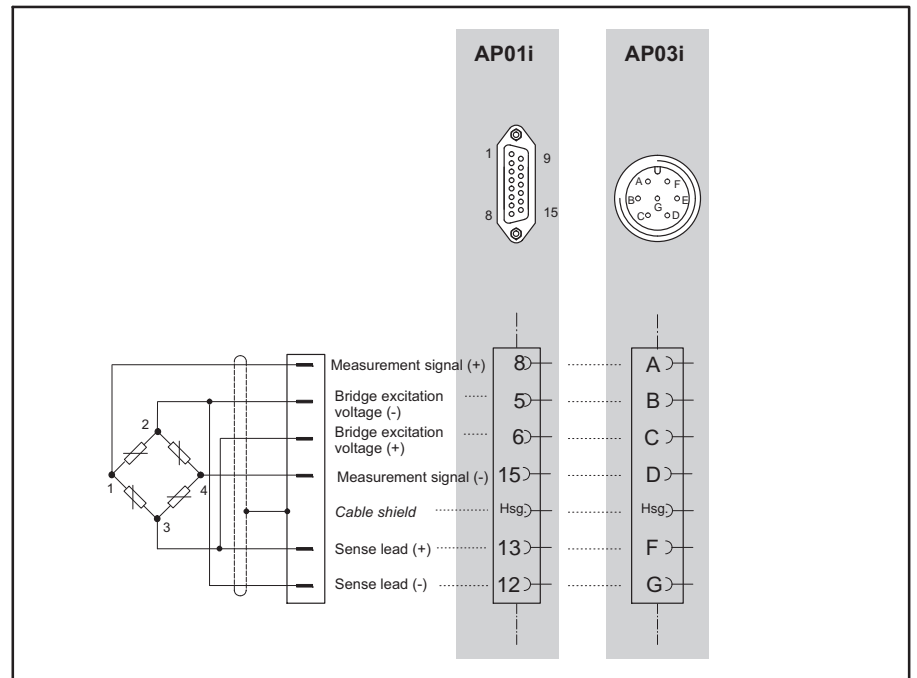 AP01i AP03i
1 9
8 15
A F
B G E
C D
Measurement signal (+) 8 A
Bridge excitation
voltage (-) 5 B
Bridge excitation
voltage (+) 6 C
Measurement signal (-) 15 D
Cable shield Hsg. Hsg.
Sense lead (+) 13 F
Sense lead (-) 12 G
2
1 4
3